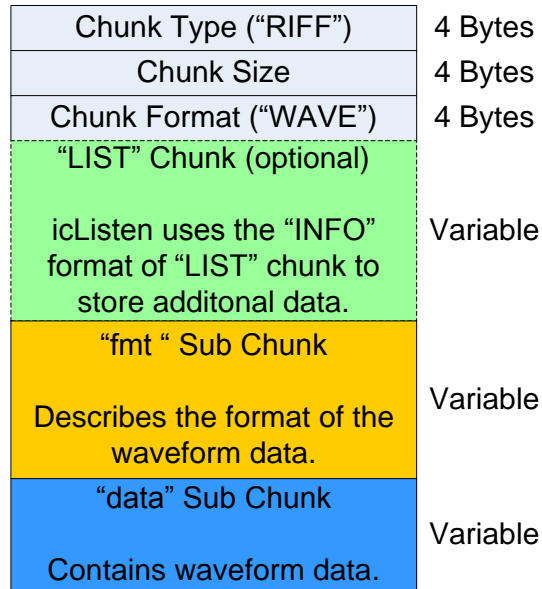 Chunk Type (“RIFF”) 4 Bytes
Chunk Size 4 Bytes
Chunk Format (“WAVE”) 4 Bytes
“LIST” Chunk (optional)
icListen uses the “INFO” Variable
format of “LIST” chunk to
store additonal data.
“fmt “ Sub Chunk
Describes the format of the Variable
waveform data.
“data” Sub Chunk
Variable
Contains waveform data.